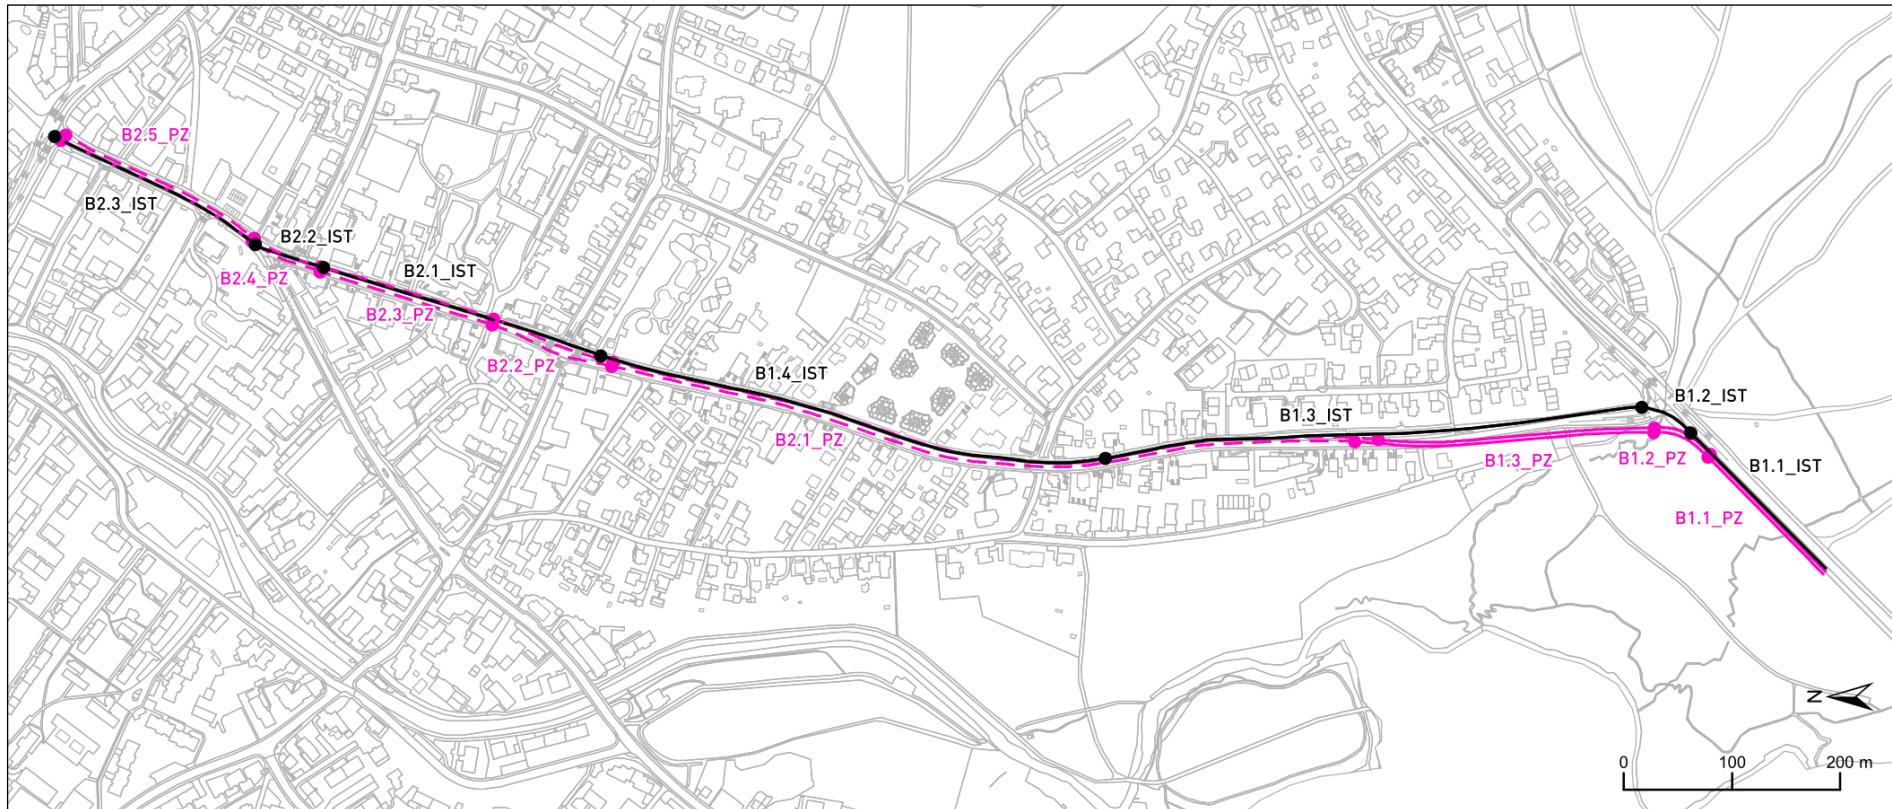 B2.5_PZ
B2.3_IST
B2.2_IST
B2.4_PZ
B2.1_IST
B2.3_PZ
B2.2_PZ
B1.4_IST
B2.1_PZ
B1.3_IST
B1.2_IST
B1.3_PZ
B1.2_PZ
B1.1_IST
B1.1_PZ
N
0 100 200 m